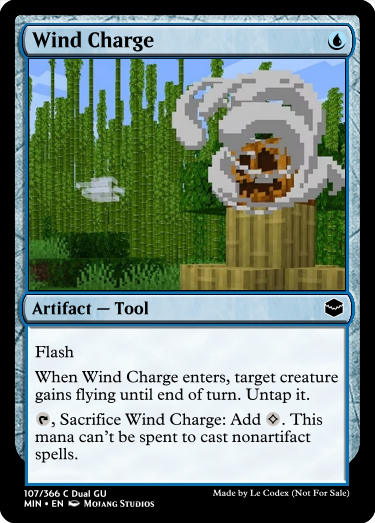 Wind Charge
Artifact — Tool
Flash
When Wind Charge enters, target creature
gains flying until end of turn. Untap it.
, Sacrifice Wind Charge: Add . This
mana can't be spent to cast nonartifact
spells.
107/366 C Dual GU
MIN • EN Mojang Studios
Made by Le Codex (Not For Sale)